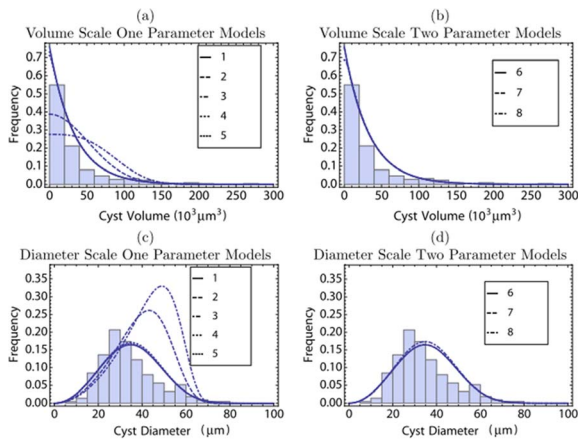 (a)
Volume Scale One Parameter Models
Frequency
0.7
0.6
0.5
0.4
0.3
0.2
0.1
0.0
1
2
3
4
5
0 50 100 150 200 250 300
Cyst Volume (10³μm³)
(b)
Volume Scale Two Parameter Models
Frequency
0.7
0.6
0.5
0.4
0.3
0.2
0.1
0.0
6
7
8
0 50 100 150 200 250 300
Cyst Volume (10³μm³)
(c)
Diameter Scale One Parameter Models
Frequency
0.35
0.30
0.25
0.20
0.15
0.10
0.05
0.00
1
2
3
4
5
0 20 40 60 80 100
Cyst Diameter (μm)
(d)
Diameter Scale Two Parameter Models
Frequency
0.35
0.30
0.25
0.20
0.15
0.10
0.05
0.00
6
7
8
0 20 40 60 80 100
Cyst Diameter (μm)